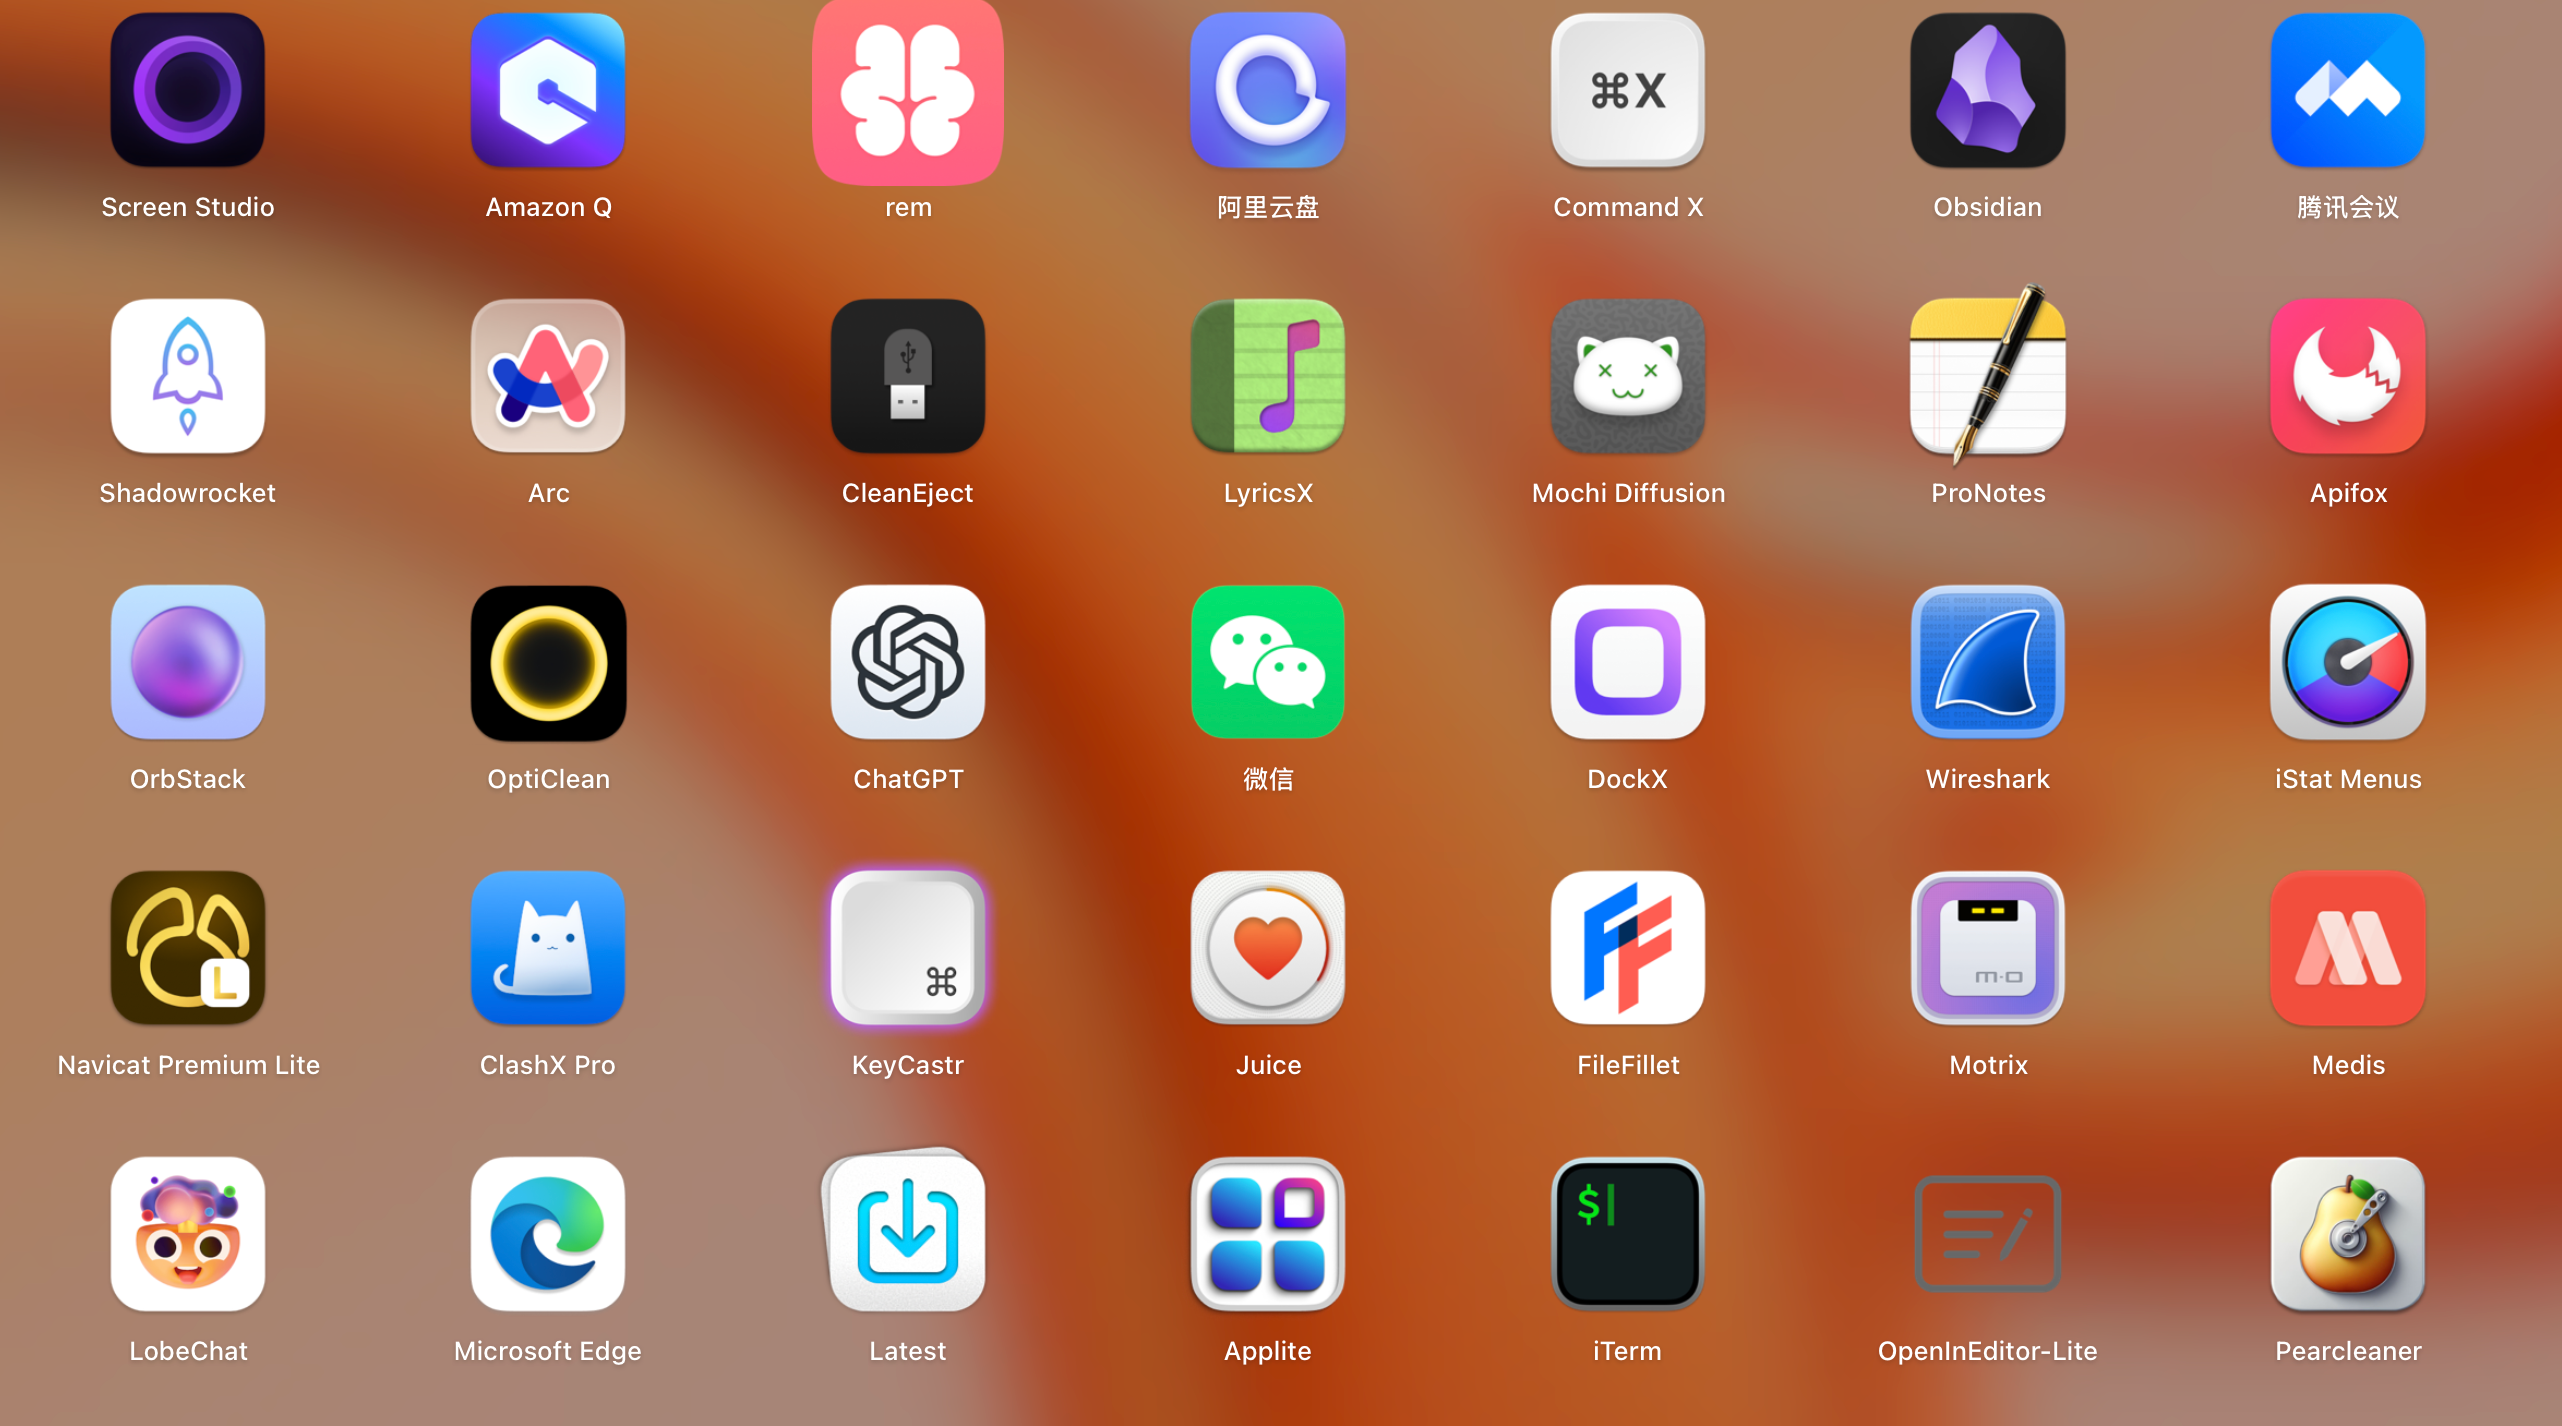 ⌘X
Screen Studio
Amazon Q
rem
阿里云盘
Command X
Obsidian
腾讯会议
Shadowrocket
Arc
CleanEject
LyricsX
Mochi Diffusion
ProNotes
Apifox
OrbStack
OptiClean
ChatGPT
微信
DockX
Wireshark
iStat Menus
L
⌘
m-o
Navicat Premium Lite
ClashX Pro
KeyCastr
Juice
FileFillet
Motrix
Medis
$
LobeChat
Microsoft Edge
Latest
Applite
iTerm
OpenInEditor-Lite
Pearcleaner